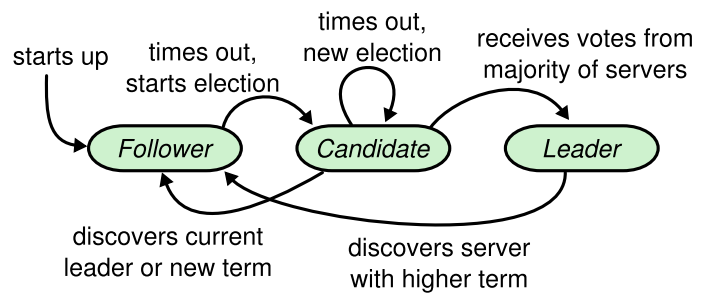 starts up
times out,
starts election
times out,
new election
receives votes from
majority of servers
Follower
Candidate
Leader
discovers current
leader or new term
discovers server
with higher term